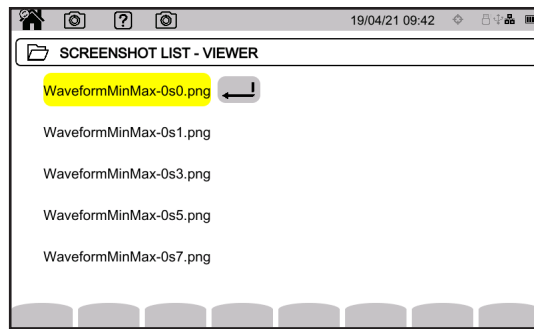 ? 19/04/21 09:42
SCREENSHOT LIST - VIEWER
WaveformMinMax-0s0.png
WaveformMinMax-0s1.png
WaveformMinMax-0s3.png
WaveformMinMax-0s5.png
WaveformMinMax-0s7.png